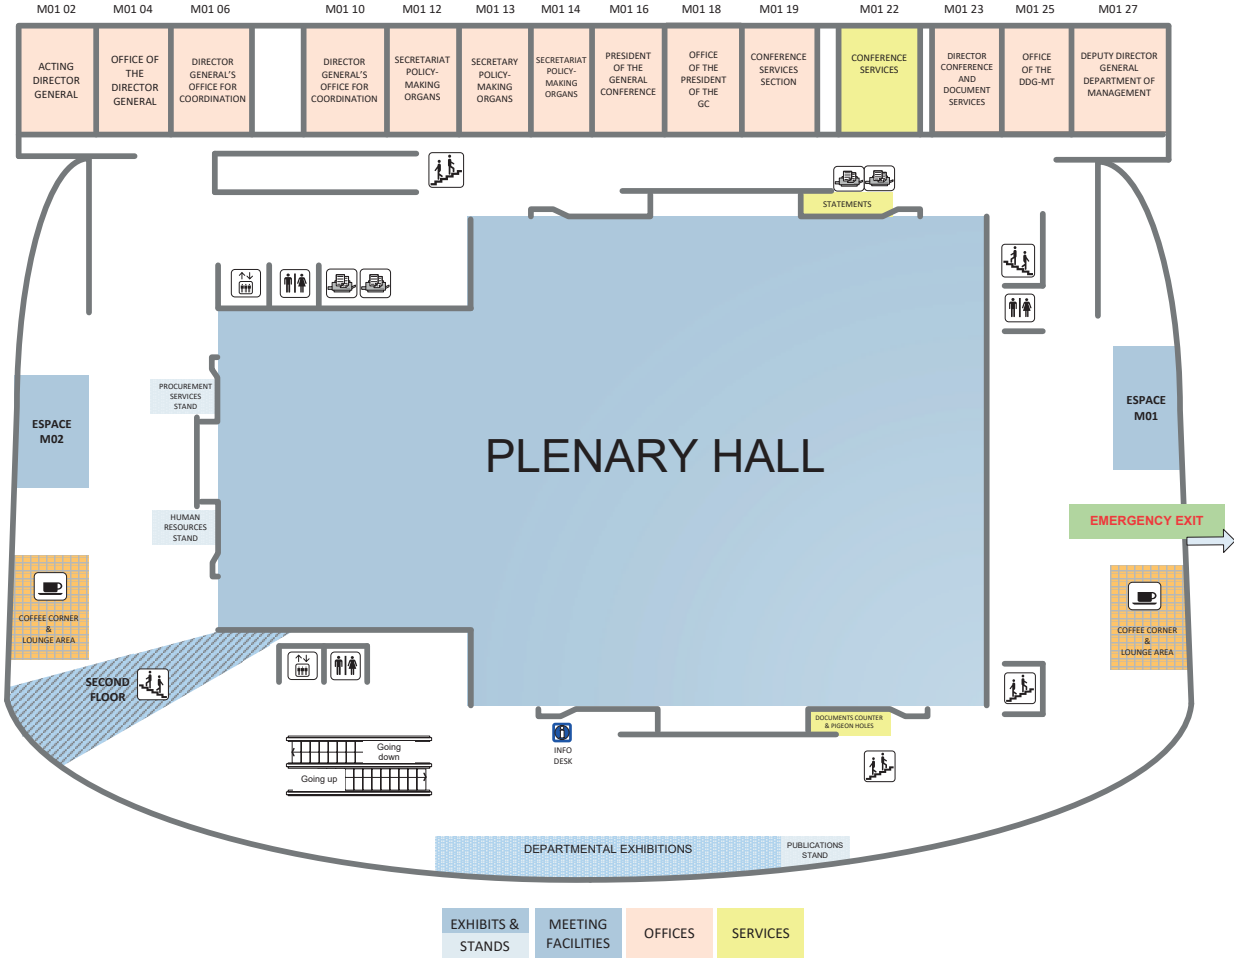 M01 02
M01 04
M01 06
M01 10
M01 12
M01 13
M01 14
M01 16
M01 18
M01 19
M01 22
M01 23
M01 25
M01 27
ACTING
DIRECTOR
GENERAL
OFFICE OF
THE
DIRECTOR
GENERAL
DIRECTOR
GENERAL'S
OFFICE FOR
COORDINATION
DIRECTOR
GENERAL'S
OFFICE FOR
COORDINATION
SECRETARIAT
POLICY-
MAKING
ORGANS
SECRETARY
POLICY-
MAKING
ORGANS
SECRETARIAT
POLICY-
MAKING
ORGANS
PRESIDENT
OF THE
GENERAL
CONFERENCE
OFFICE
OF THE
PRESIDENT
OF THE
GC
CONFERENCE
SERVICES
SECTION
CONFERENCE
SERVICES
DIRECTOR
CONFERENCE
AND
DOCUMENT
SERVICES
OFFICE
OF THE
DDG-MT
DEPUTY DIRECTOR
GENERAL
DEPARTMENT OF
MANAGEMENT
STATEMENTS
PROCUREMENT
SERVICES
STAND
ESPACE
M02
ESPACE
M01
PLENARY HALL
HUMAN
RESOURCES
STAND
EMERGENCY EXIT
COFFEE CORNER
&
LOUNGE AREA
COFFEE CORNER
&
LOUNGE AREA
SECOND
FLOOR
DOCUMENTS COUNTER
& PIGEON HOLES
INFO
DESK
Going
down
Going up
DEPARTMENTAL EXHIBITIONS
PUBLICATIONS
STAND
EXHIBITS &
STANDS
MEETING
FACILITIES
OFFICES
SERVICES